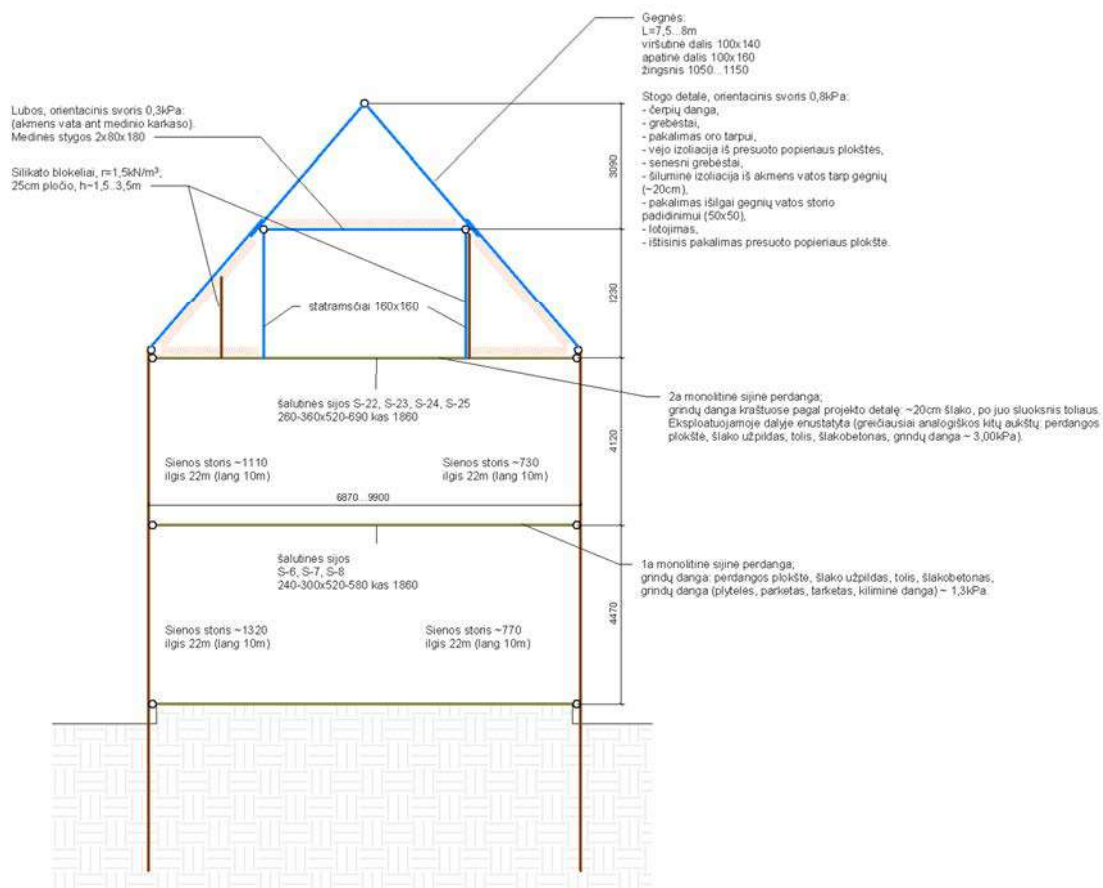 Gegnės:
L=7,5...8m
viršutinė dalis 100x140
apatinė dalis 100x160
žingsnis 1050...1150
Stogo detalė, orientacinis svoris 0,8kPa:
- čerpių danga,
- grebėstai,
- pakalimas oro tarpui,
- vėjo izoliacija iš presuoto popieriaus plokštės,
- senesni grebėstai,
- šiluminė izoliacija iš akmens vatos tarp gegnių
(~20cm),
- pakalimas išilgai gegnių vatos storio
padidinimui (50x50),
- lotojimas,
- ištisinis pakalimas presuoto popieriaus plokšte.
Lubos, orientacinis svoris 0,3kPa:
(akmens vata ant medinio karkaso).
Medinės stygos 2x80x180
Silikato blokeliai, r=1,5kN/m³,
25cm pločio, h~1,5...3,5m
3090
1230
statramsčiai 160x160
šalutinės sijos S-22, S-23, S-24, S-25
260-360x520-690 kas 1860
2a monolitinė sijinė perdanga;
grindų danga kraštuose pagal projekto detalę: ~20cm šlako, po juo sluoksnis toliaus.
Eksploatuojamoje dalyje enustatyta (greičiausiai analogiškos kitų aukštų: perdangos
plokštė, šlako užpildas, tolis, šlakobetonas, grindų danga ~ 3,00kPa).
4120
Sienos storis ~1110
ilgis 22m (lang 10m)
Sienos storis ~730
ilgis 22m (lang 10m)
6870...9900
šalutinės sijos
S-6, S-7, S-8
240-300x520-580 kas 1860
1a monolitinė sijinė perdanga;
grindų danga: perdangos plokštė, šlako užpildas, tolis, šlakobetonas,
grindų danga (plytelės, parketas, tarketas, kiliminė danga) ~ 1,3kPa
4470
Sienos storis ~1320
ilgis 22m (lang 10m)
Sienos storis ~770
ilgis 22m (lang 10m)